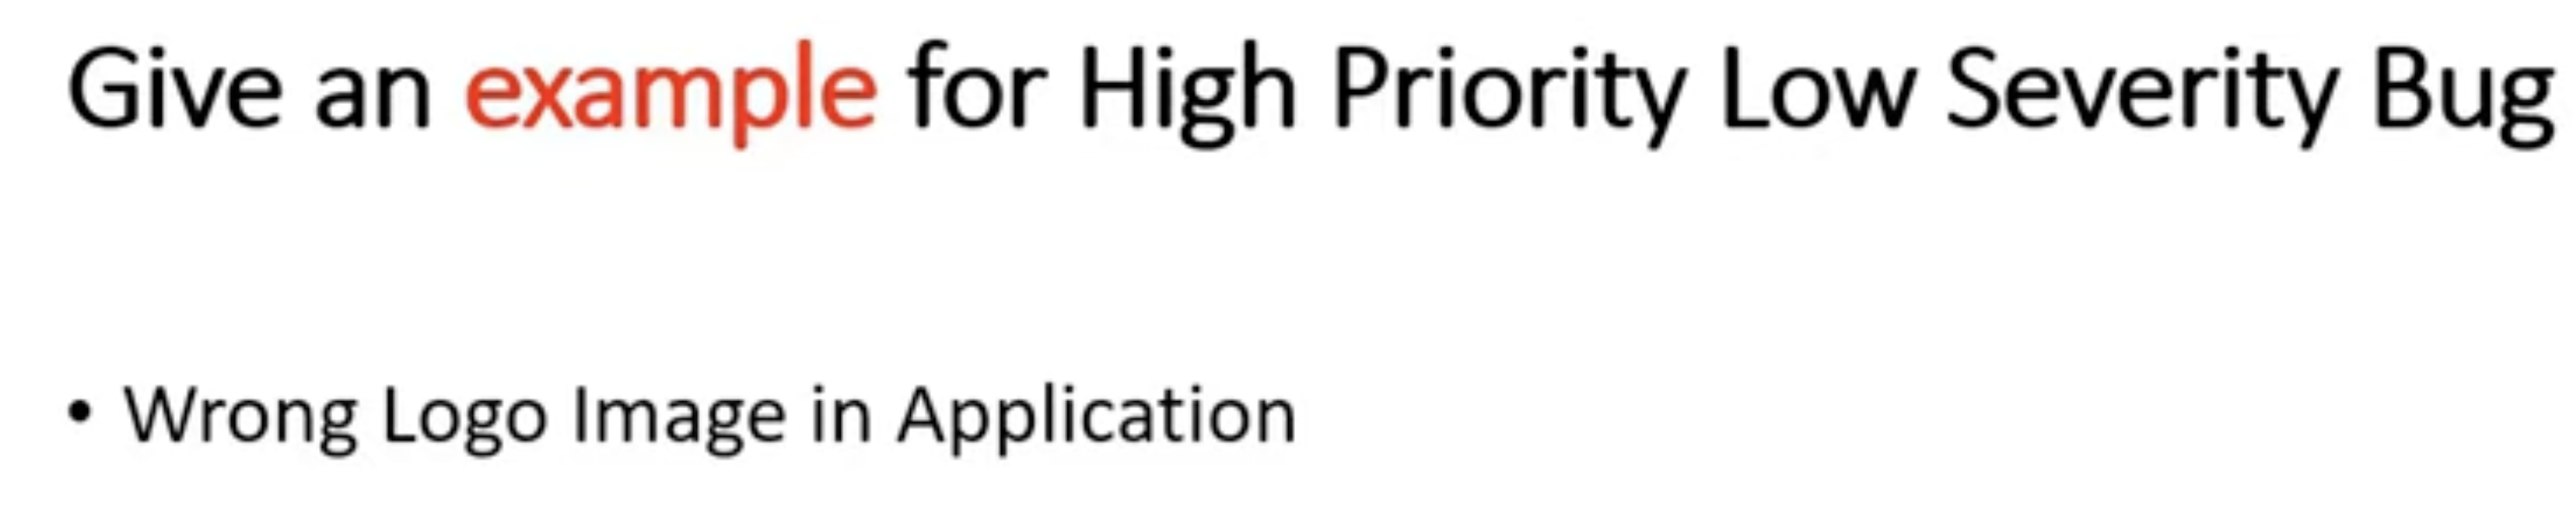 Give an example for High Priority Low Severity Bug
• Wrong Logo Image in Application